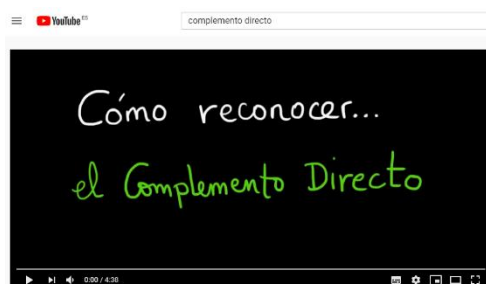 YouTube ES
complemento directo
Cómo reconocer...
el Complemento Directo
0:00 / 4:38